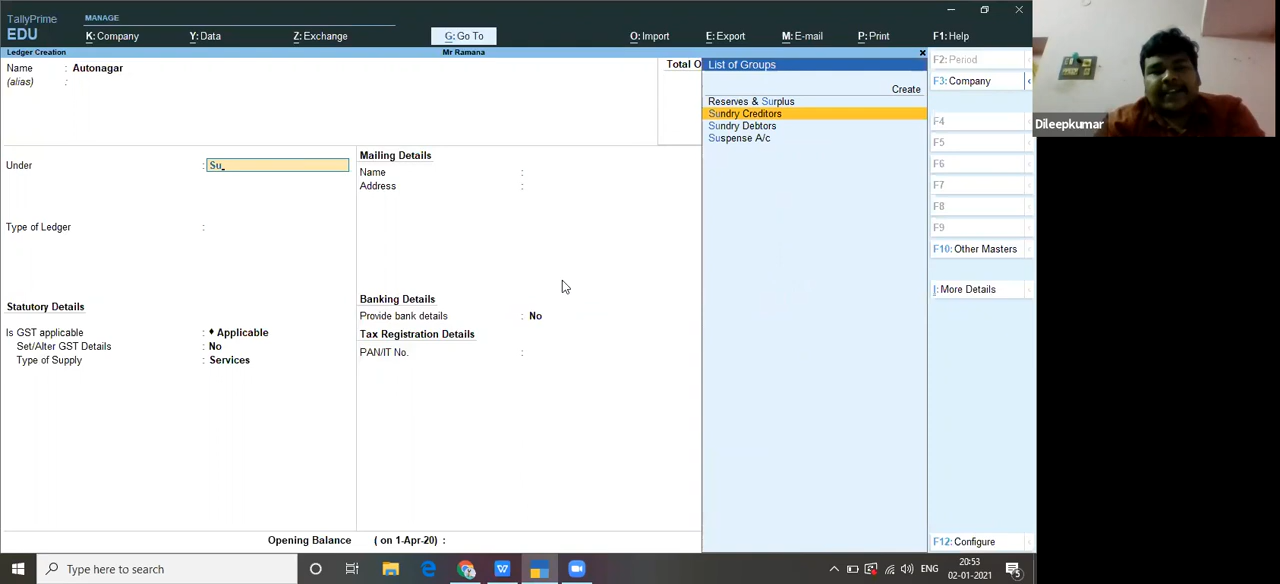 TallyPrime
EDU
MANAGE
K: Company
Y: Data
Z: Exchange
G: Go To
O: Import
E: Export
M: E-mail
P: Print
F1: Help
Ledger Creation
Mr Ramana
Name : Autonagar
(alias) :
Total O
List of Groups
Create
Reserves & Surplus
Sundry Creditors
Sundry Debtors
Suspense A/c
F2: Period
F3: Company
F4
F5
F6
F7
F8
F9
F10: Other Masters
I: More Details
F12: Configure
Under : Su
Type of Ledger :
Mailing Details
Name :
Address :
Statutory Details
Is GST applicable : ♦ Applicable
Set/Alter GST Details : No
Type of Supply : Services
Banking Details
Provide bank details : No
Tax Registration Details
PAN/IT No. :
Opening Balance ( on 1-Apr-20) :
Dileepkumar
Type here to search
ENG
20:53
02-01-2021
5